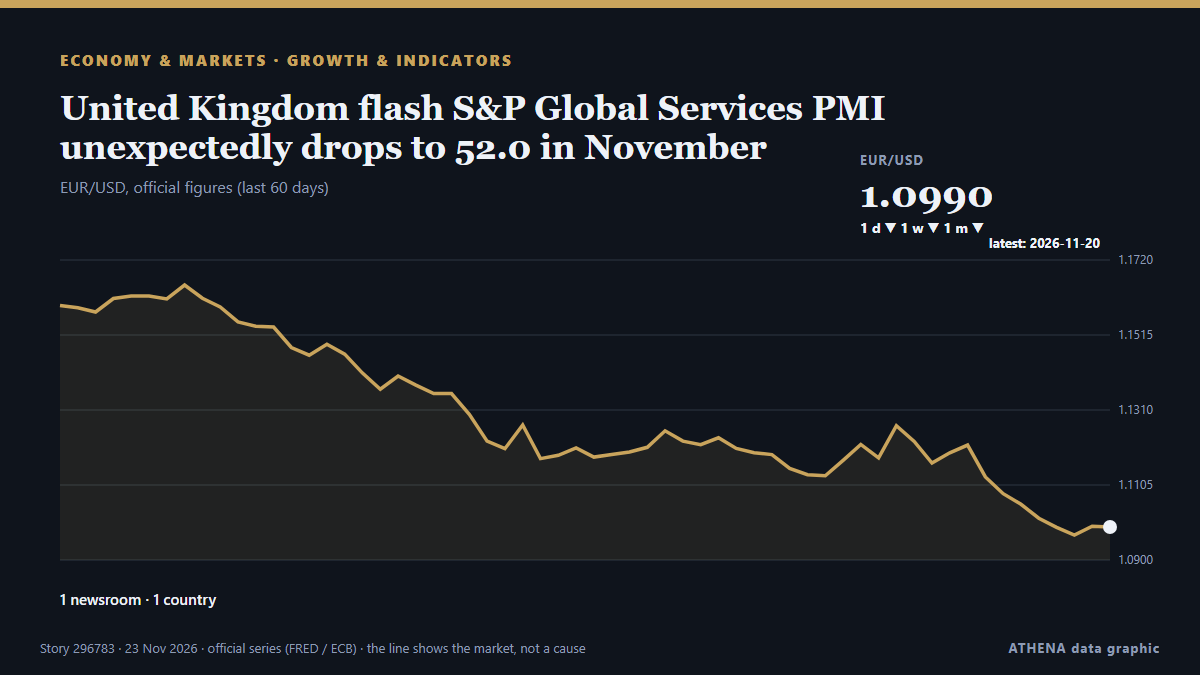 ECONOMY & MARKETS · GROWTH & INDICATORS
United Kingdom flash S&P Global Services PMI
unexpectedly drops to 52.0 in November
EUR/USD, official figures (last 60 days)
EUR/USD
1.0990
1 d ▼ 1 w ▼ 1 m ▼
latest: 2026-11-20
1.1720
1.1515
1.1310
1.1105
1.0900
1 newsroom · 1 country
Story 296783 · 23 Nov 2026 · official series (FRED / ECB) · the line shows the market, not a cause
ATHENA data graphic